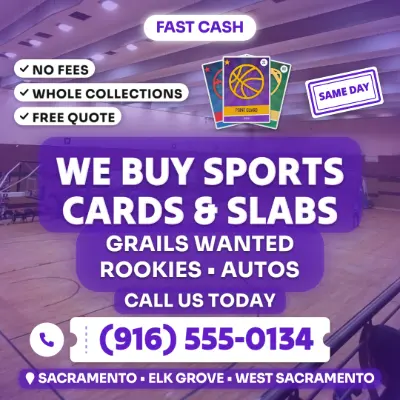 FAST CASH
NO FEES
WHOLE COLLECTIONS
FREE QUOTE
SAME DAY
WE BUY SPORTS
CARDS & SLABS
GRAILS WANTED
ROOKIES • AUTOS
CALL US TODAY
(916) 555-0134
SACRAMENTO • ELK GROVE • WEST SACRAMENTO